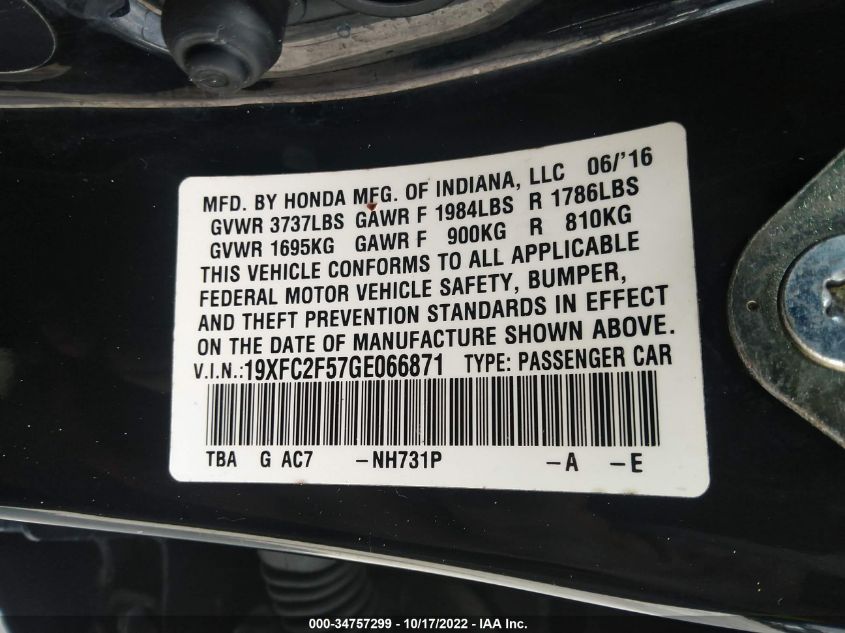 MFD. BY HONDA MFG. OF INDIANA, LLC 06/'16
GVWR 3737LBS GAWR F 1984LBS R 1786LBS
GVWR 1695KG GAWR F 900KG R 810KG
THIS VEHICLE CONFORMS TO ALL APPLICABLE
FEDERAL MOTOR VEHICLE SAFETY, BUMPER,
AND THEFT PREVENTION STANDARDS IN EFFECT
ON THE DATE OF MANUFACTURE SHOWN ABOVE.
V.I.N.:19XFC2F57GE066871 TYPE: PASSENGER CAR
TBA G AC7 -NH731P -A -E
000-34757299 - 10/17/2022 - IAA Inc.